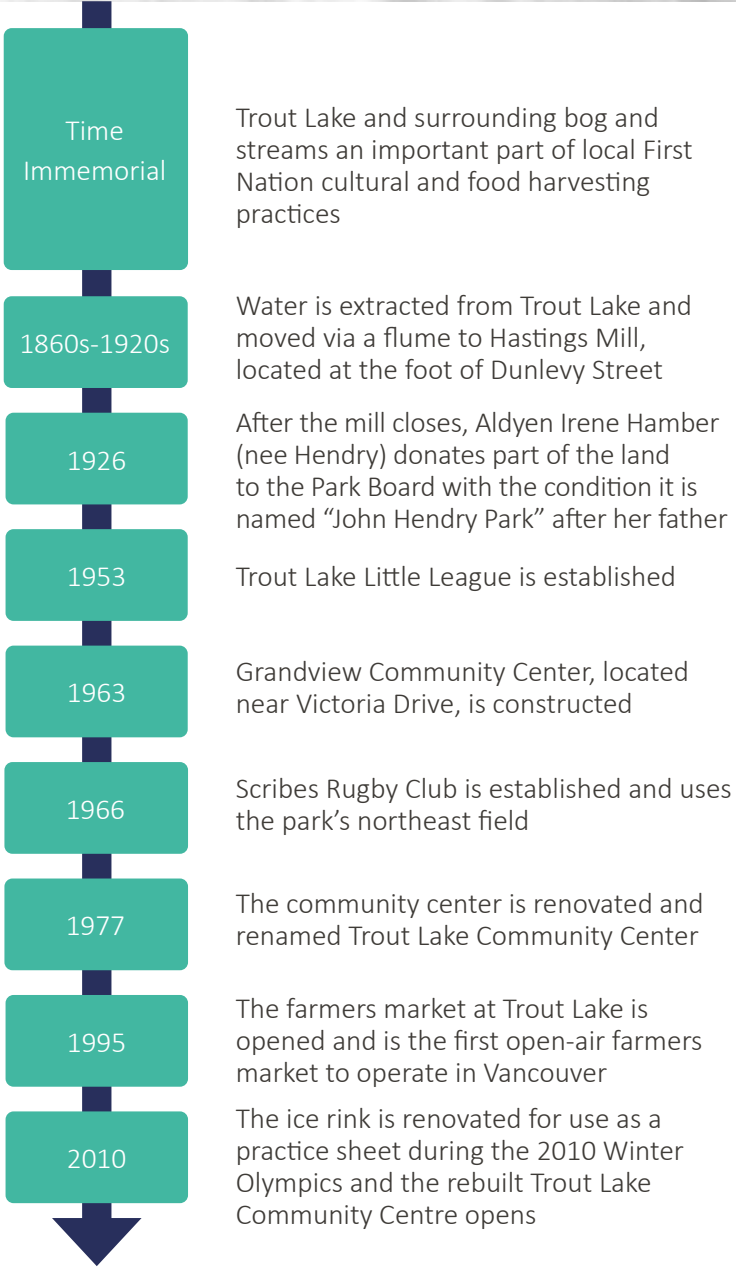 Time
Immemorial
Trout Lake and surrounding bog and
streams an important part of local First
Nation cultural and food harvesting
practices
1860s-1920s
Water is extracted from Trout Lake and
moved via a flume to Hastings Mill,
located at the foot of Dunlevy Street
1926
After the mill closes, Aldyen Irene Hamber
(nee Hendry) donates part of the land
to the Park Board with the condition it is
named “John Hendry Park” after her father
1953
Trout Lake Little League is established
1963
Grandview Community Center, located
near Victoria Drive, is constructed
1966
Scribes Rugby Club is established and uses
the park’s northeast field
1977
The community center is renovated and
renamed Trout Lake Community Center
1995
The farmers market at Trout Lake is
opened and is the first open-air farmers
market to operate in Vancouver
2010
The ice rink is renovated for use as a
practice sheet during the 2010 Winter
Olympics and the rebuilt Trout Lake
Community Centre opens